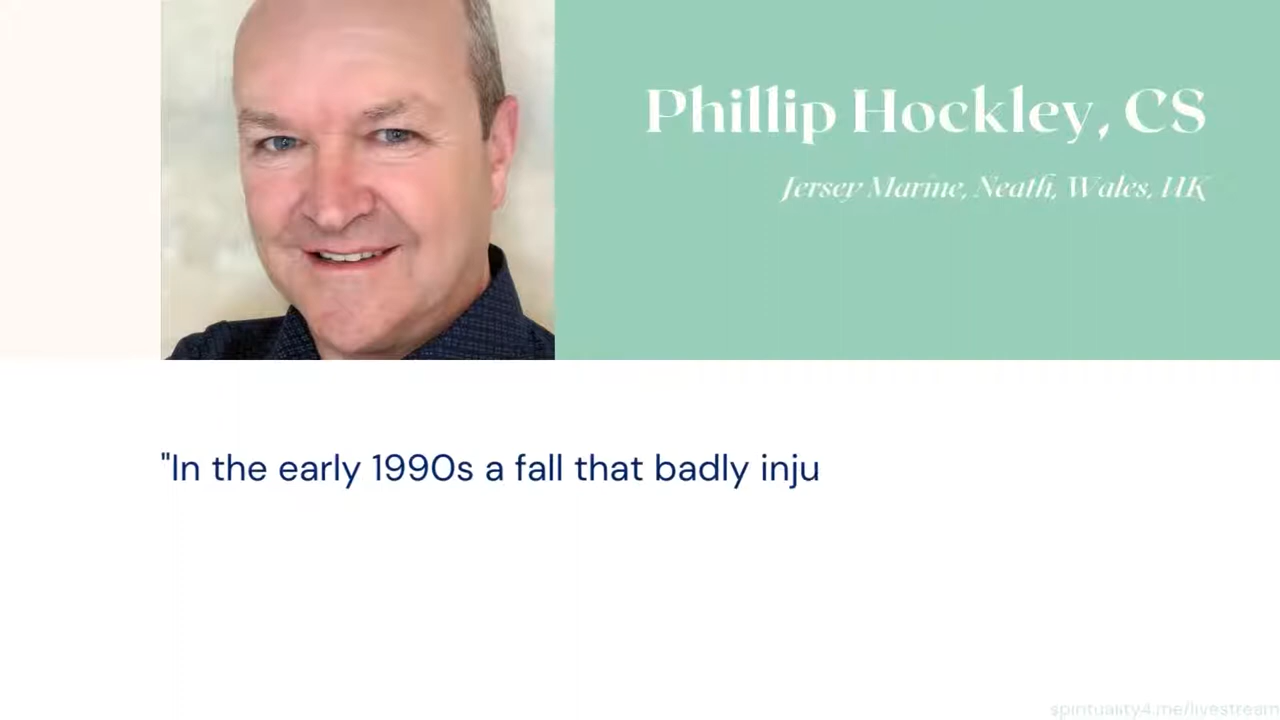 Phillip Hockley, CS
Jersey Marine, Neath, Wales, UK
"In the early 1990s a fall that badly inju
spirituality4.me/livestream